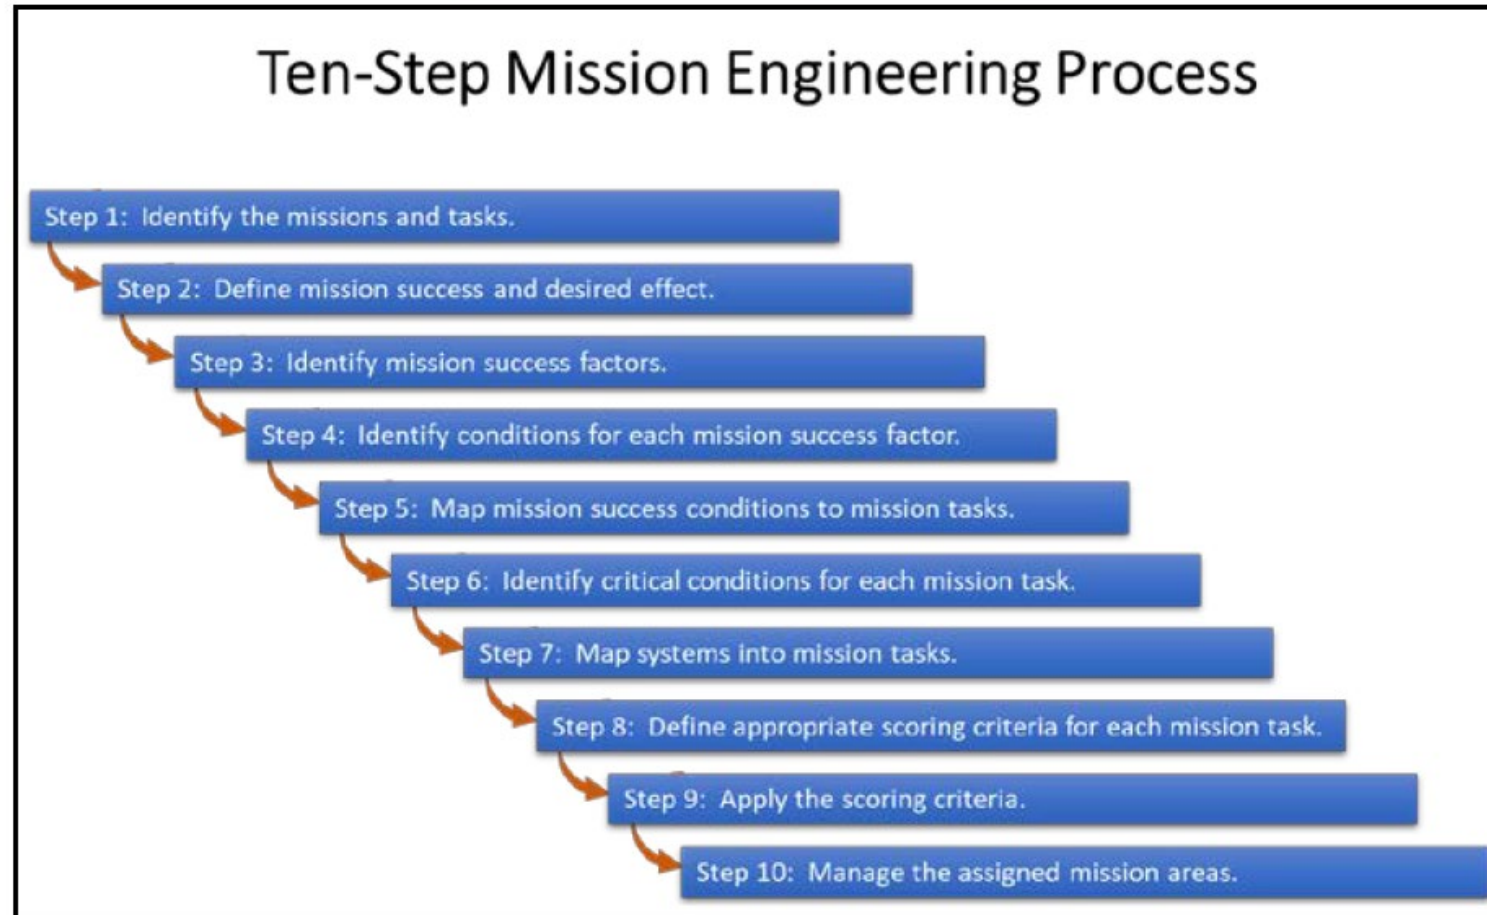 Ten-Step Mission Engineering Process
Step 1: Identify the missions and tasks.
Step 2: Define mission success and desired effect.
Step 3: Identify mission success factors.
Step 4: Identify conditions for each mission success factor.
Step 5: Map mission success conditions to mission tasks.
Step 6: Identify critical conditions for each mission task.
Step 7: Map systems into mission tasks.
Step 8: Define appropriate scoring criteria for each mission task.
Step 9: Apply the scoring criteria.
Step 10: Manage the assigned mission areas.